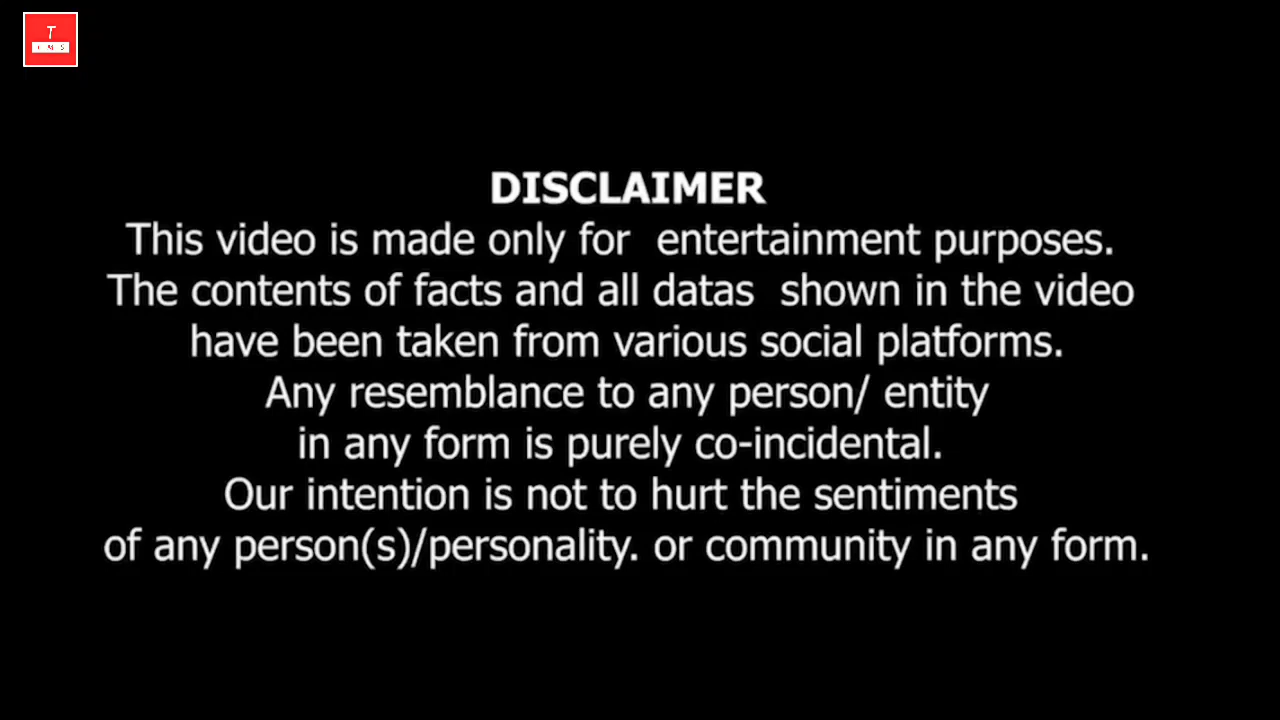 T
T M S
DISCLAIMER
This video is made only for entertainment purposes.
The contents of facts and all datas shown in the video
have been taken from various social platforms.
Any resemblance to any person/ entity
in any form is purely co-incidental.
Our intention is not to hurt the sentiments
of any person(s)/personality. or community in any form.